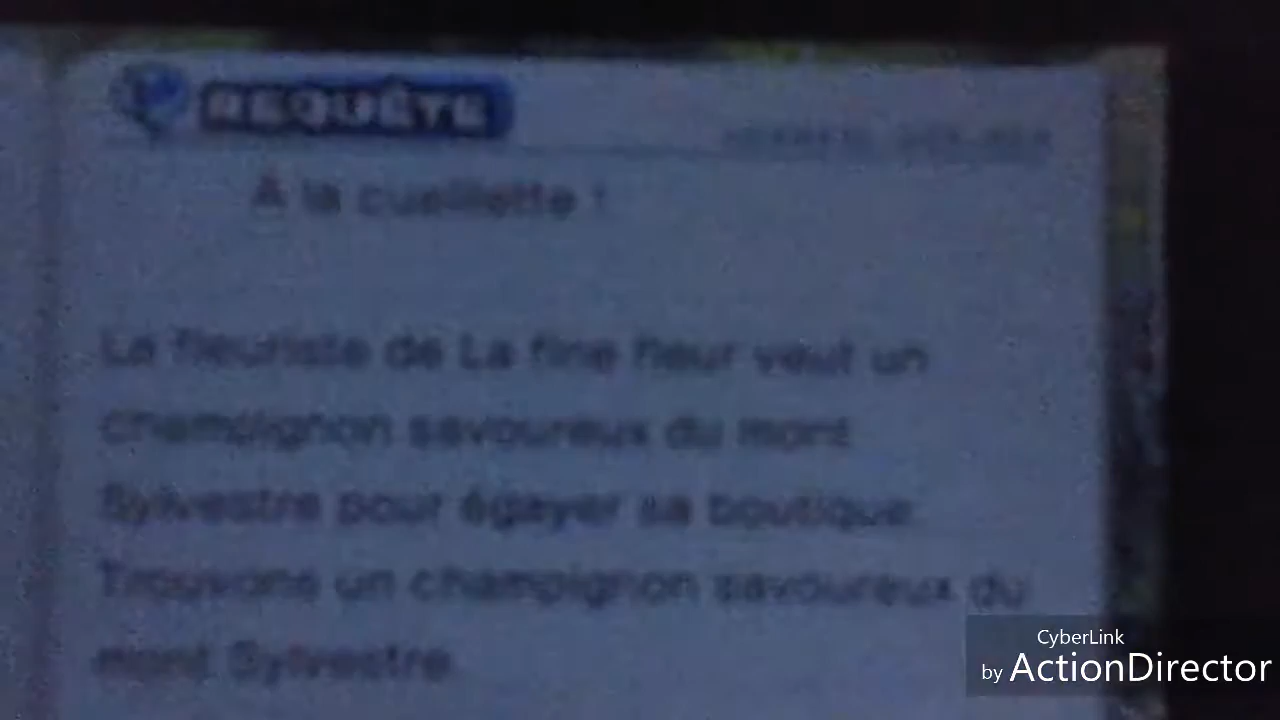 REQUÊTE
À la cueillette !
La fleuriste de La fine fleur veut un
champignon savoureux du mont
Sylvestre pour égayer sa boutique.
Trouvons un champignon savoureux du
mont Sylvestre.
CyberLink
by ActionDirector